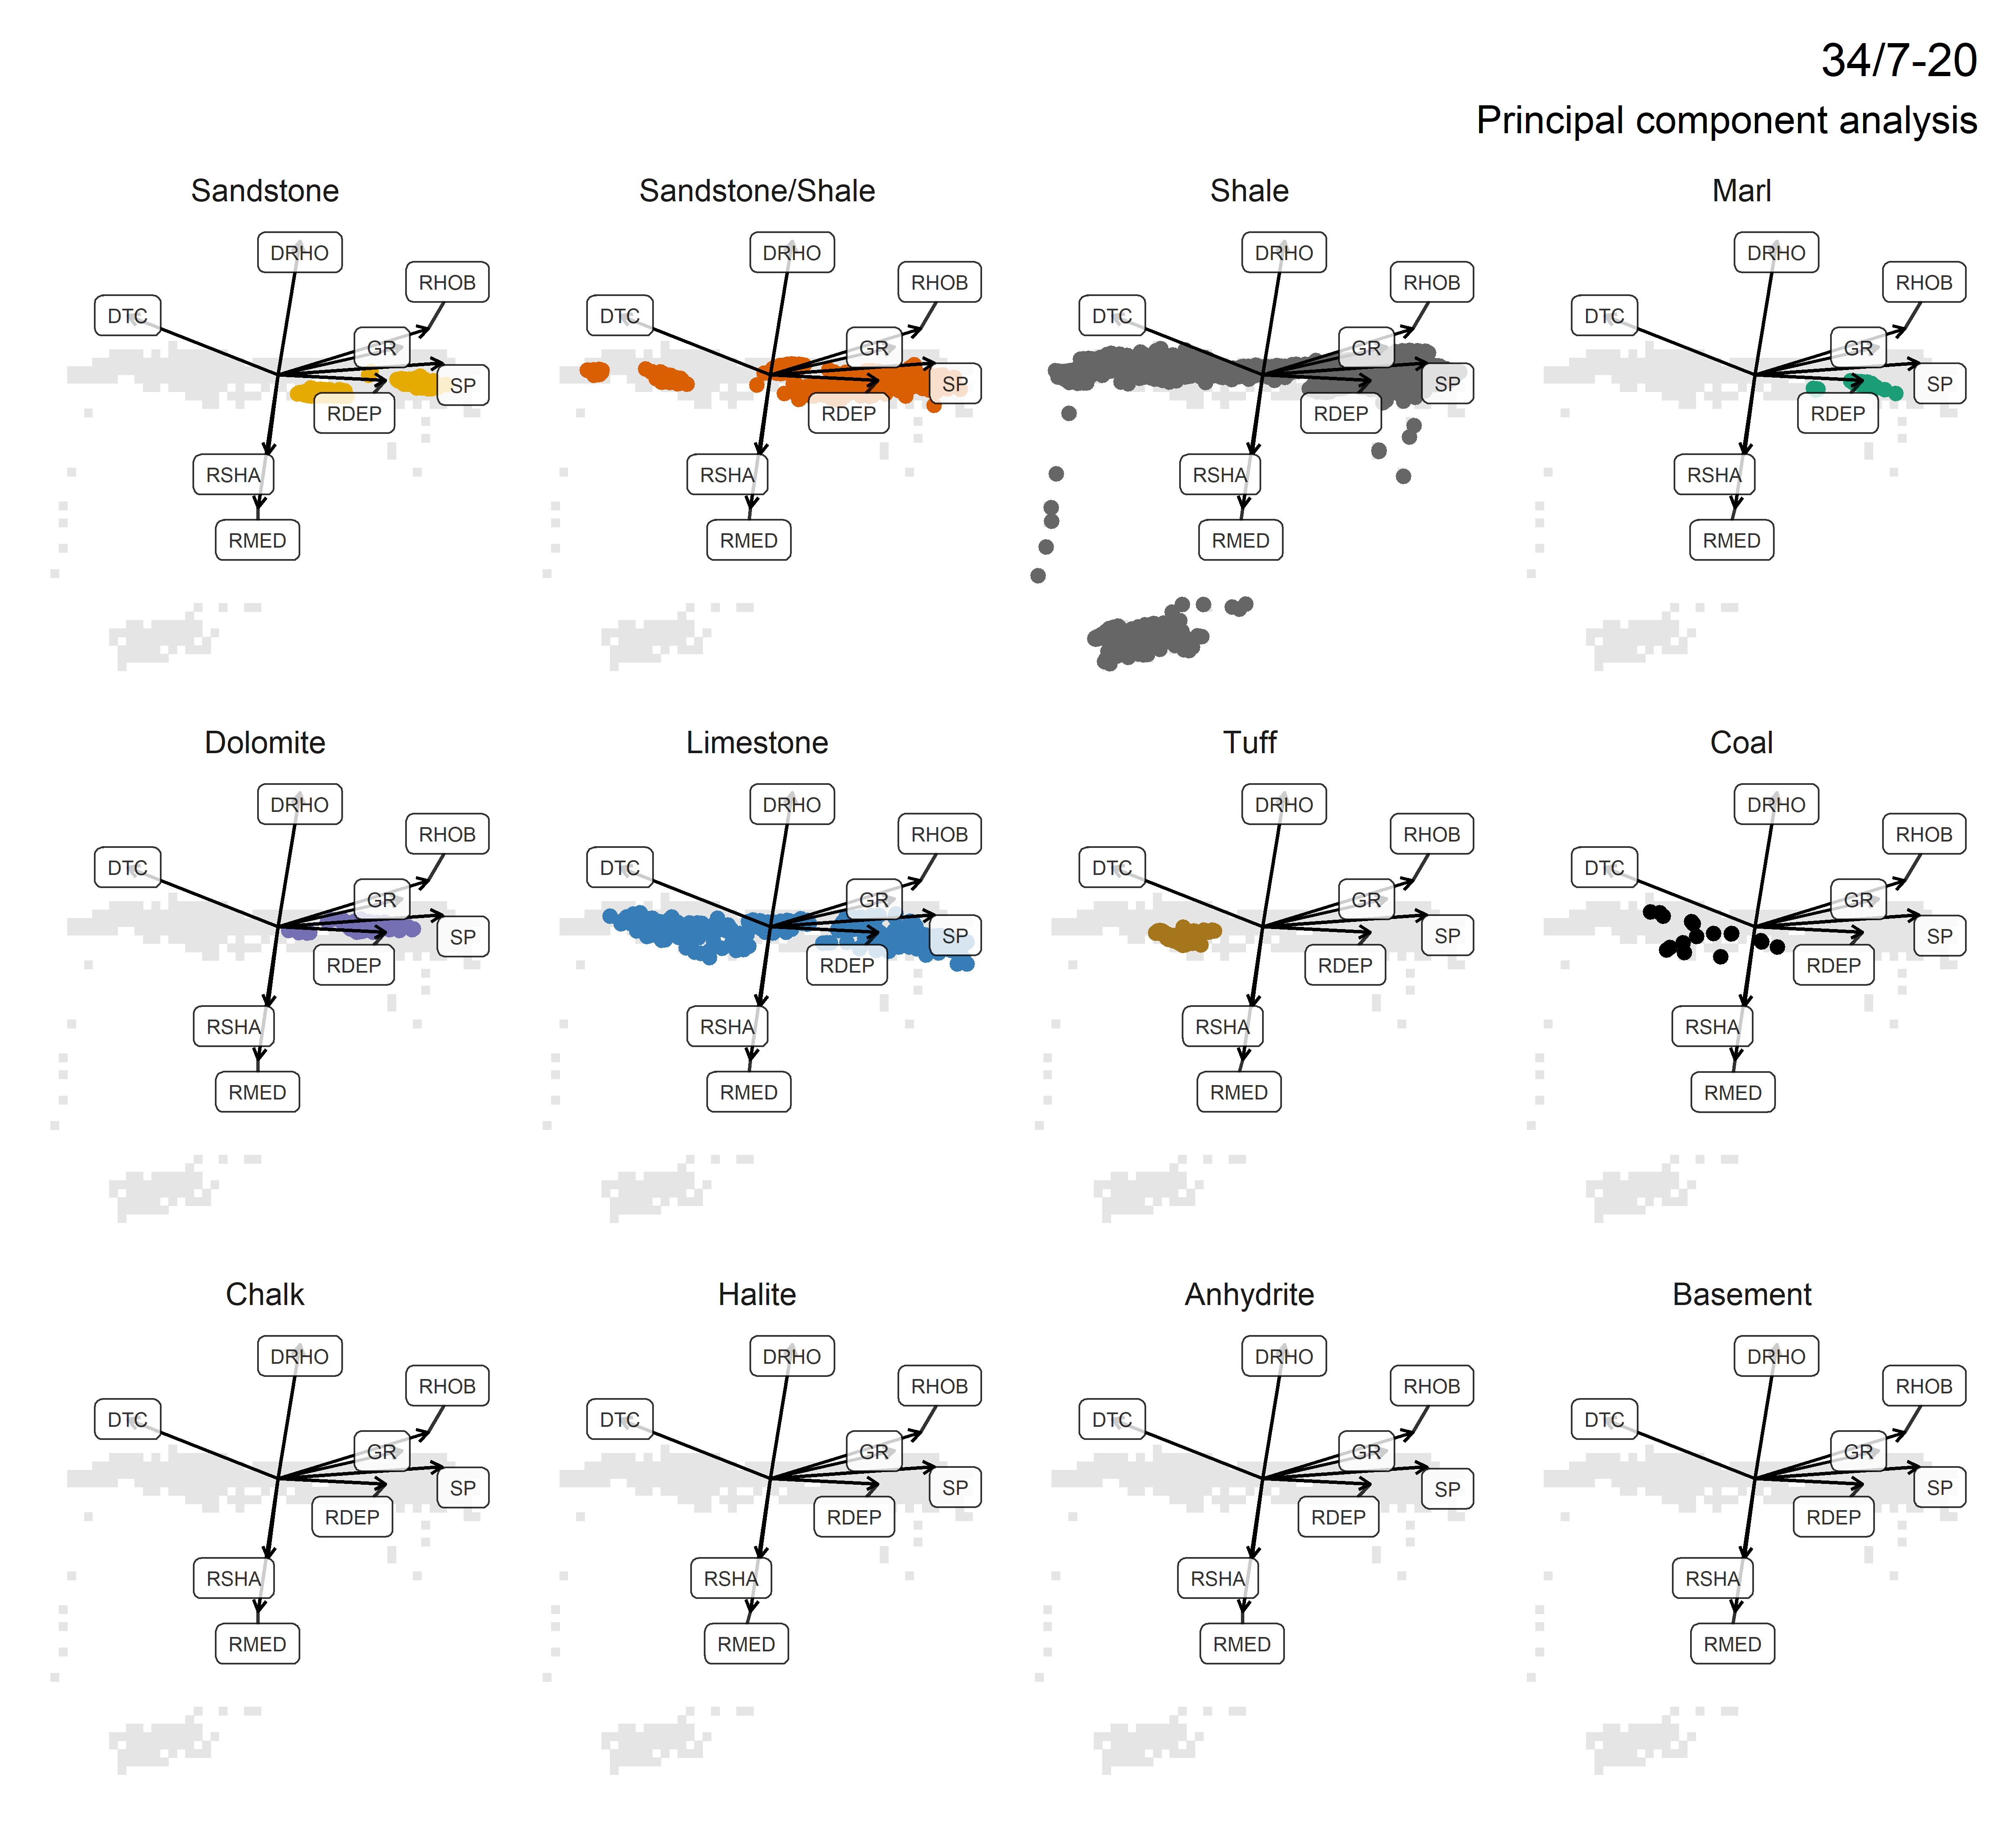 34/7-20
Principal component analysis
Sandstone
Sandstone/Shale
Shale
Marl
DRHO
DRHO
DRHO
DRHO
RHOB
RHOB
RHOB
RHOB
DTC
DTC
DTC
DTC
GR
GR
GR
GR
SP
SP
SP
SP
RDEP
RDEP
RDEP
RDEP
RSHA
RSHA
RSHA
RSHA
RMED
RMED
RMED
RMED
Dolomite
Limestone
Tuff
Coal
DRHO
DRHO
DRHO
DRHO
RHOB
RHOB
RHOB
RHOB
DTC
DTC
DTC
DTC
GR
GR
GR
GR
SP
SP
SP
SP
RDEP
RDEP
RDEP
RDEP
RSHA
RSHA
RSHA
RSHA
RMED
RMED
RMED
RMED
Chalk
Halite
Anhydrite
Basement
DRHO
DRHO
DRHO
DRHO
RHOB
RHOB
RHOB
RHOB
DTC
DTC
DTC
DTC
GR
GR
GR
GR
SP
SP
SP
SP
RDEP
RDEP
RDEP
RDEP
RSHA
RSHA
RSHA
RSHA
RMED
RMED
RMED
RMED